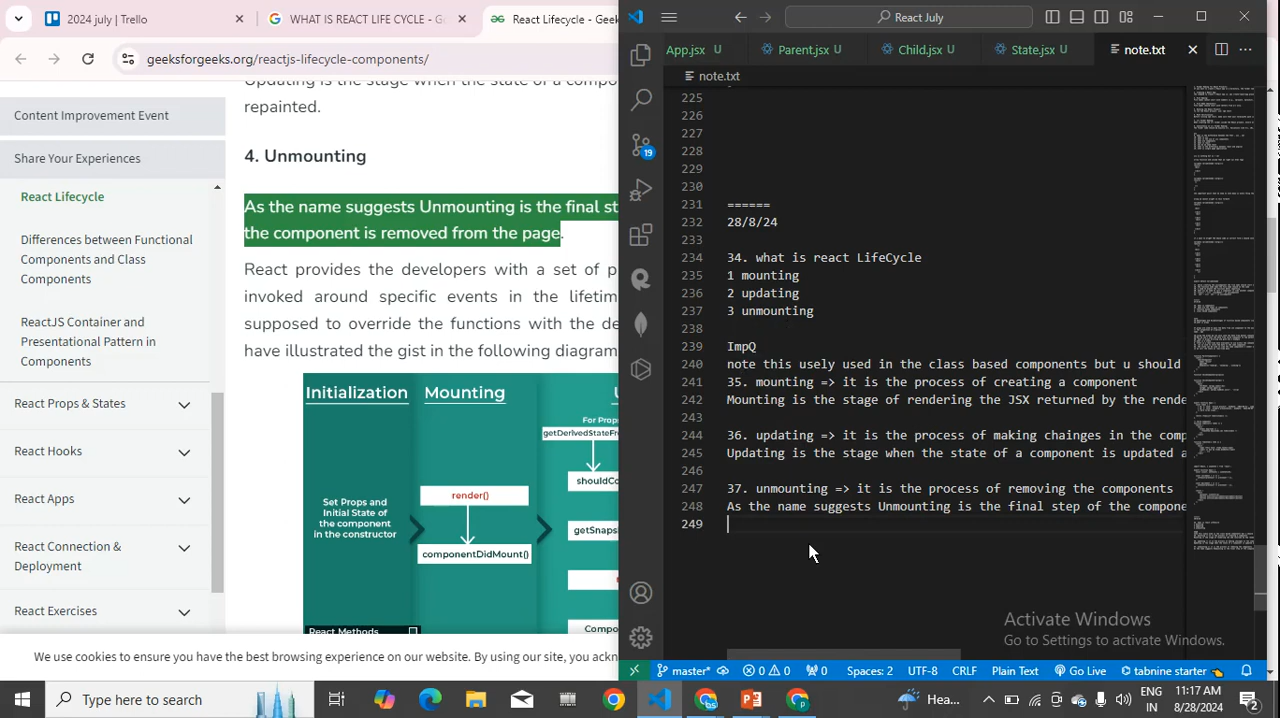 2024 july | Trello
WHAT IS REACT LIFE CYCLE - G
React Lifecycle - Geek
geeksforgeeks.org/reactjs-lifecycle-components/
Content Improvement Event
Share Your Experiences
React Lifecycle
Differences between Functional
Components and Class
Components
ReactJS Container and
Presentational Pattern in
Components
React Props & States
React Hooks
React Apps
React Connection &
Deployment
React Exercises
Updating is the stage when the state of a compo
repainted.
4. Unmounting
As the name suggests Unmounting is the final st
the component is removed from the page.
React provides the developers with a set of p
invoked around specific events in the lifetim
supposed to override the functions with the de
have illustrated the gist in the following diagram
Initialization
Mounting
U
For Props
getDerivedStateFr
Set Props and
Initial State of
the component
in the constructor
render()
componentDidMount()
shouldCo
getSnaps
Compo
React Methods
We use cookies to ensure you have the best browsing experience on our website. By using our site, you ackn
React July
App.jsx U
Parent.jsx U
Child.jsx U
State.jsx U
note.txt
note.txt
19
225
226
227
228
229
230
231 ======
232 28/8/24
233
234 34. what is react LifeCycle
235 1 mounting
236 2 updating
237 3 unmounting
238
239 ImpQ
240 note this usely used in the class based components but u should
241 35. mounting => it is the process of creating a component
242 Mounting is the stage of rendering the JSX returned by the rende
243
244 36. updating => it is the process of making chainges in the comp
245 Updating is the stage when the state of a component is updated a
246
247 37. unmounting => it is the porcess of removing the components
248 As the name suggests Unmounting is the final step of the compone
249
Activate Windows
Go to Settings to activate Windows.
master* 0 0 0 Spaces: 2 UTF-8 CRLF Plain Text Go Live tabnine starter
Type here to search
Hea...
ENG
IN
11:17 AM
8/28/2024
2